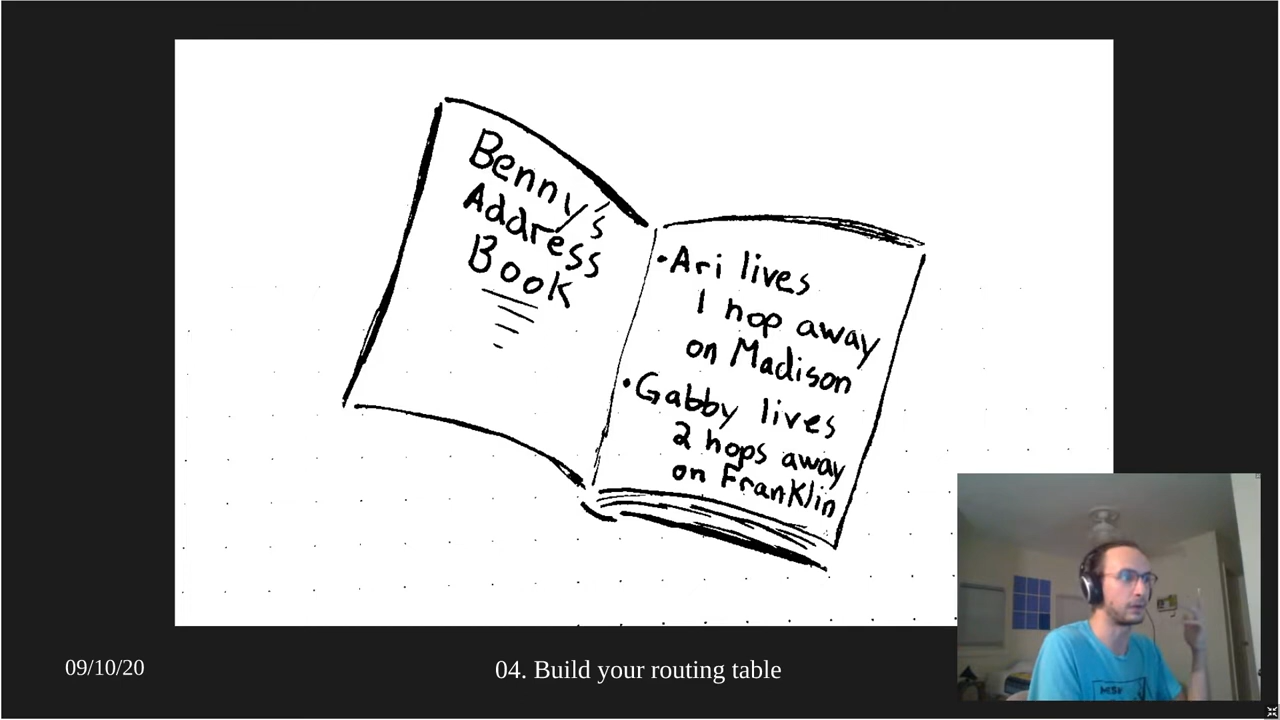 Benny's
Address
Book
• Ari lives
1 hop away
on Madison
• Gabby lives
2 hops away
on Franklin
09/10/20
04. Build your routing table